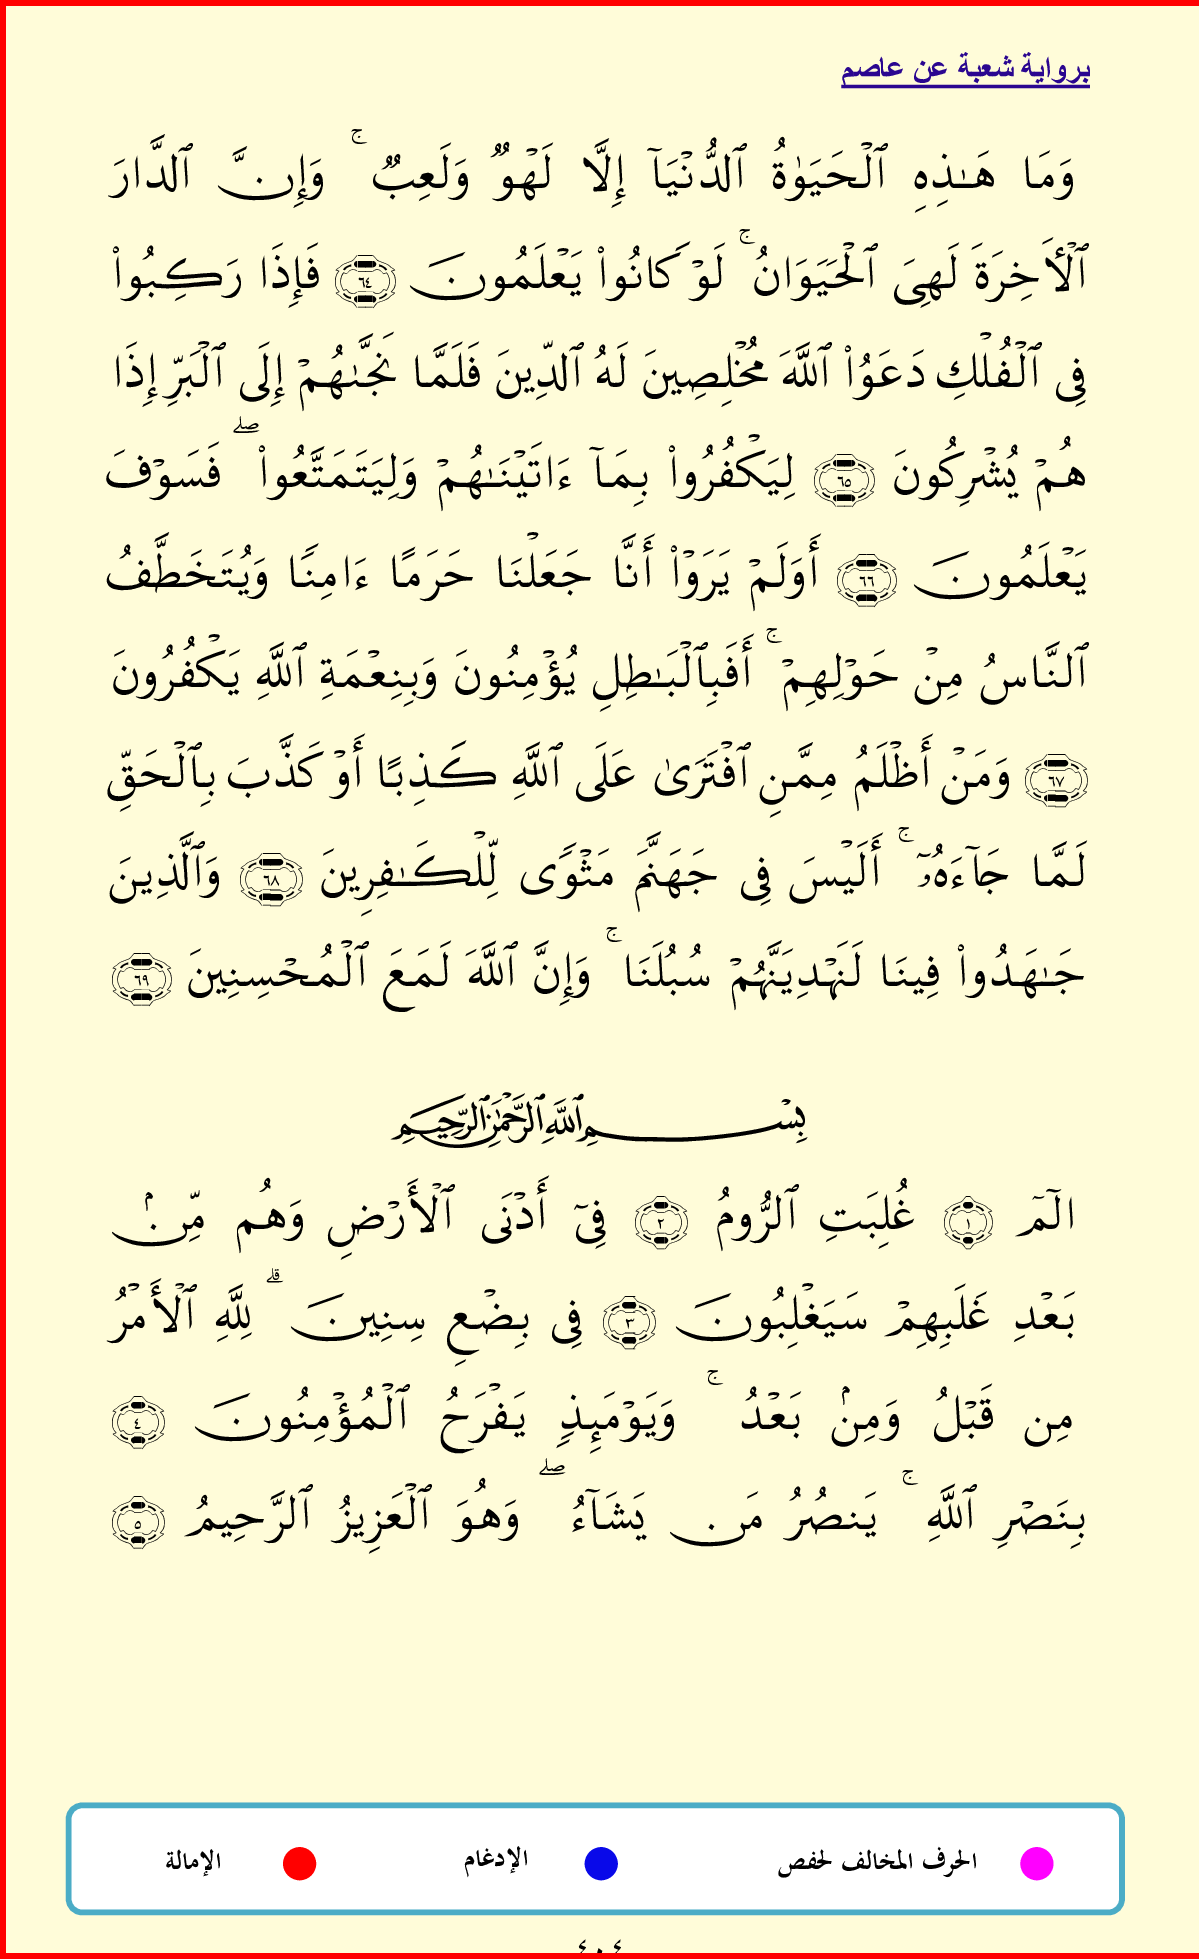 برواية شعبة عن عاصم
وَمَا هَـٰذِهِ ٱلْحَيَوٰةُ ٱلدُّنْيَآ إِلَّا لَهْوٌ وَلَعِبٌ ۚ وَإِنَّ ٱلدَّارَ
ٱلْأَخِرَةَ لَهِىَ ٱلْحَيَوَانُ ۚ لَوْ كَانُوا۟ يَعْلَمُونَ ٦٤ فَإِذَا رَكِبُوا۟
فِى ٱلْفُلْكِ دَعَوُا۟ ٱللَّهَ مُخْلِصِينَ لَهُ ٱلدِّينَ فَلَمَّا نَجَّىٰهُمْ إِلَى ٱلْبَرِّ إِذَا
هُمْ يُشْرِكُونَ ٦٥ لِيَكْفُرُوا۟ بِمَآ ءَاتَيْنَـٰهُمْ وَلِيَتَمَتَّعُوا۟ ۖ فَسَوْفَ
يَعْلَمُونَ ٦٦ أَوَلَمْ يَرَوْا۟ أَنَّا جَعَلْنَا حَرَمًا ءَامِنًا وَيُتَخَطَّفُ
ٱلنَّاسُ مِنْ حَوْلِهِمْ ۚ أَفَبِٱلْبَـٰطِلِ يُؤْمِنُونَ وَبِنِعْمَةِ ٱللَّهِ يَكْفُرُونَ
٦٧ وَمَنْ أَظْلَمُ مِمَّنِ ٱفْتَرَىٰ عَلَى ٱللَّهِ كَذِبًا أَوْ كَذَّبَ بِٱلْحَقِّ
لَمَّا جَآءَهُۥٓ ۚ أَلَيْسَ فِى جَهَنَّمَ مَثْوًى لِّلْكَـٰفِرِينَ ٦٨ وَٱلَّذِينَ
جَـٰهَدُوا۟ فِينَا لَنَهْدِيَنَّهُمْ سُبُلَنَا ۚ وَإِنَّ ٱللَّهَ لَمَعَ ٱلْمُحْسِنِينَ ٦٩
بِسْمِ ٱللَّهِ ٱلرَّحْمَـٰنِ ٱلرَّحِيمِ
الٓمٓ ١ غُلِبَتِ ٱلرُّومُ ٢ فِىٓ أَدْنَى ٱلْأَرْضِ وَهُم مِّنۢ
بَعْدِ غَلَبِهِمْ سَيَغْلِبُونَ ٣ فِى بِضْعِ سِنِينَ ۗ لِلَّهِ ٱلْأَمْرُ
مِن قَبْلُ وَمِنۢ بَعْدُ ۚ وَيَوْمَئِذٍ يَفْرَحُ ٱلْمُؤْمِنُونَ ٤
بِنَصْرِ ٱللَّهِ ۚ يَنصُرُ مَن يَشَآءُ ۖ وَهُوَ ٱلْعَزِيزُ ٱلرَّحِيمُ ٥
الحرف المخالف لحفص الإدغام الإمالة
٤٠٤